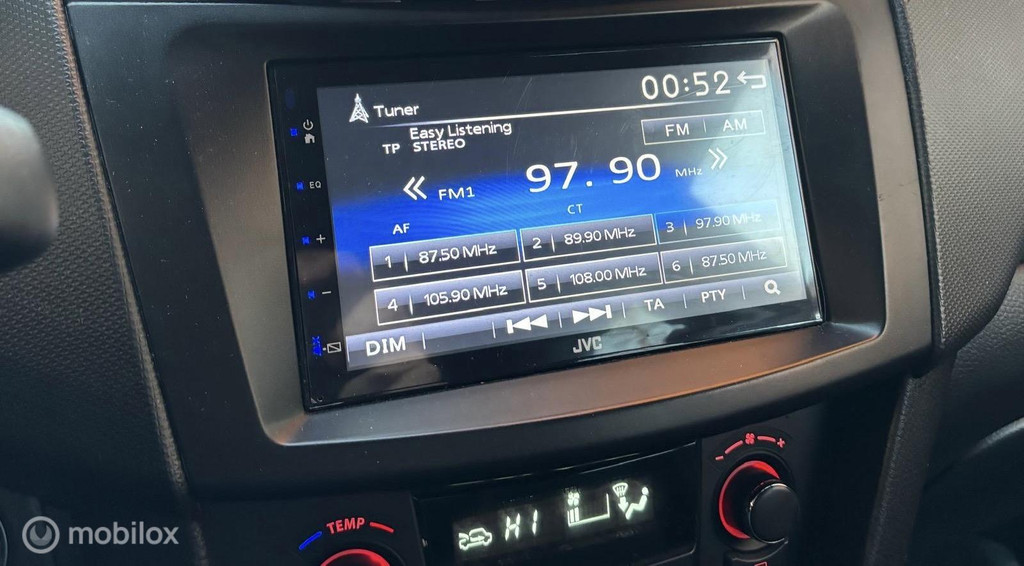 00:52
Tuner
Easy Listening
TP STEREO
FM | AM
97.90 MHz
FM1
CT
AF
EQ
+
-
1 | 87.50 MHz
2 | 89.90 MHz
3 | 97.90 MHz
4 | 105.90 MHz
5 | 108.00 MHz
6 | 87.50 MHz
DIM
TA
PTY
JVC
TEMP
HI
- +
mobilox